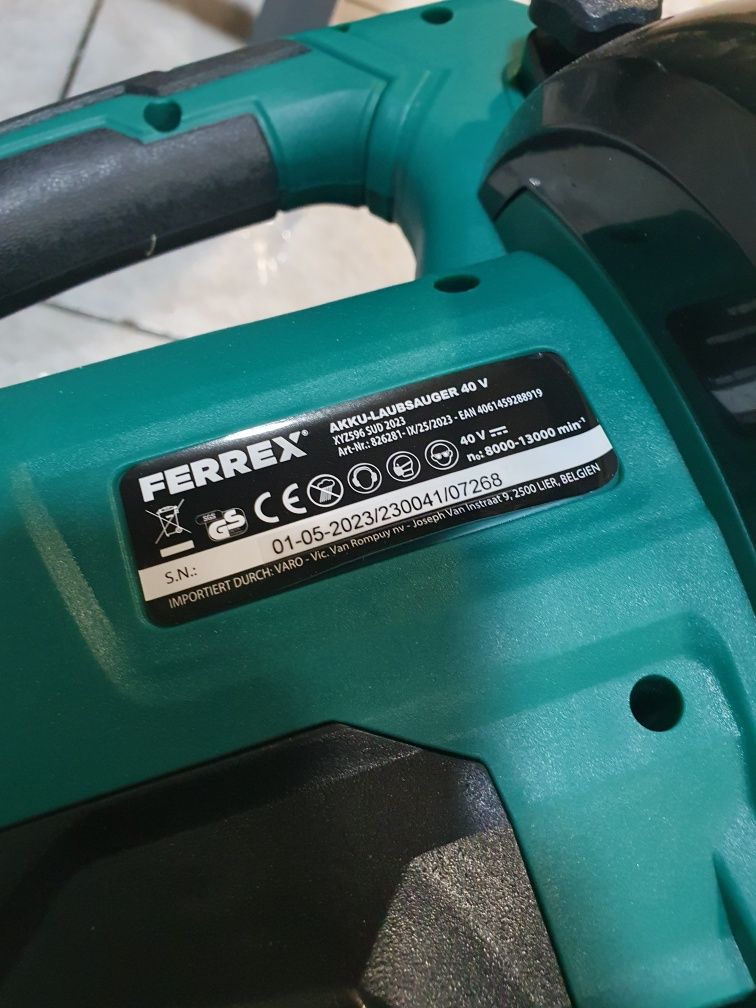 FERREX®
AKKU-LAUBSAUGER 40 V
XYZ596 SUD 2023
Art-Nr.: 826281- IX/25/2023 - EAN 4061459288919
40 V
n₀: 8000-13000 min⁻¹
GS
CE
S.N.: 01-05-2023/230041/07268
IMPORTIERT DURCH: VARO - Vic. Van Rompuy nv - Joseph Van Instraat 9, 2500 LIER, BELGIEN